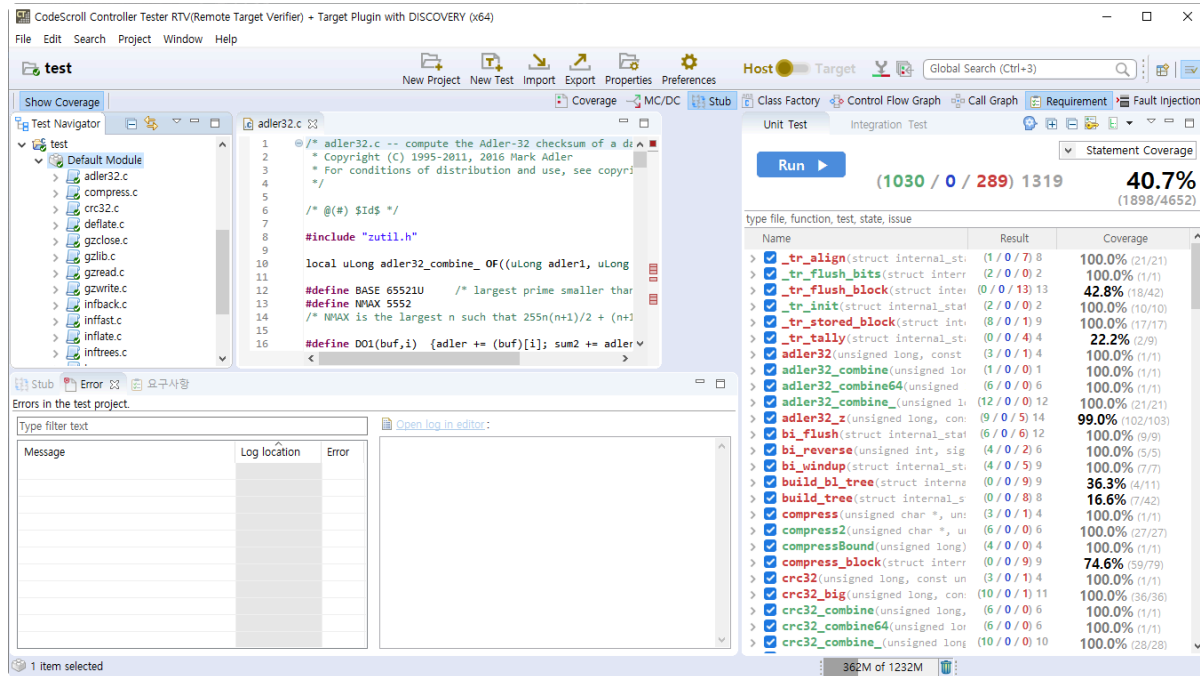 CodeScroll Controller Tester RTV(Remote Target Verifier) + Target Plugin with DISCOVERY (x64)
File Edit Search Project Window Help
test
New Project New Test Import Export Properties Preferences
Host Target
Global Search (Ctrl+3)
Show Coverage
Coverage MC/DC Stub Class Factory Control Flow Graph Call Graph Requirement Fault Injection
Test Navigator
test
Default Module
adler32.c
compress.c
crc32.c
deflate.c
gzclose.c
gzlib.c
gzread.c
gzwrite.c
infback.c
inffast.c
inflate.c
inftrees.c
adler32.c
1 /* adler32.c -- compute the Adler-32 checksum of a da
2 * Copyright (C) 1995-2011, 2016 Mark Adler
3 * For conditions of distribution and use, see copyri
4 */
5
6 /* @(#) $Id$ */
7
8 #include "zutil.h"
9
10 local uLong adler32_combine_ OF((uLong adler1, uLong
11
12 #define BASE 65521U /* largest prime smaller than
13 #define NMAX 5552
14 /* NMAX is the largest n such that 255n(n+1)/2 + (n+1
15
16 #define DO1(buf,i) {adler += (buf)[i]; sum2 += adler
Stub Error 요구사항
Errors in the test project.
Type filter text
Message Log location Error
Open log in editor :
Unit Test Integration Test
Statement Coverage
Run
(1030 / 0 / 289) 1319
40.7%
(1898/4652)
type file, function, test, state, issue
Name Result Coverage
_tr_align(struct internal_sta (1 / 0 / 7) 8 100.0% (21/21)
_tr_flush_bits(struct interr (2 / 0 / 0) 2 100.0% (1/1)
_tr_flush_block(struct inter (0 / 0 / 13) 13 42.8% (18/42)
_tr_init(struct internal_stat (2 / 0 / 0) 2 100.0% (10/10)
_tr_stored_block(struct inte (8 / 0 / 1) 9 100.0% (17/17)
_tr_tally(struct internal_sta (0 / 0 / 4) 4 22.2% (2/9)
adler32(unsigned long, const (3 / 0 / 1) 4 100.0% (1/1)
adler32_combine(unsigned lor (1 / 0 / 0) 1 100.0% (1/1)
adler32_combine64(unsigned (6 / 0 / 0) 6 100.0% (1/1)
adler32_combine_(unsigned l (12 / 0 / 0) 12 100.0% (21/21)
adler32_z(unsigned long, con (9 / 0 / 5) 14 99.0% (102/103)
bi_flush(struct internal_stat (6 / 0 / 6) 12 100.0% (9/9)
bi_reverse(unsigned int, sig (4 / 0 / 2) 6 100.0% (5/5)
bi_windup(struct internal_sta (4 / 0 / 5) 9 100.0% (7/7)
build_bl_tree(struct interna (0 / 0 / 9) 9 36.3% (4/11)
build_tree(struct internal_s (0 / 0 / 8) 8 16.6% (7/42)
compress(unsigned char *, uns (3 / 0 / 1) 4 100.0% (1/1)
compress2(unsigned char *, u (6 / 0 / 0) 6 100.0% (27/27)
compressBound(unsigned long) (4 / 0 / 0) 4 100.0% (1/1)
compress_block(struct interr (0 / 0 / 9) 9 74.6% (59/79)
crc32(unsigned long, const un (3 / 0 / 1) 4 100.0% (1/1)
crc32_big(unsigned long, con (10 / 0 / 1) 11 100.0% (36/36)
crc32_combine(unsigned long, (6 / 0 / 0) 6 100.0% (1/1)
crc32_combine64(unsigned lor (6 / 0 / 0) 6 100.0% (1/1)
crc32_combine_(unsigned long (10 / 0 / 0) 10 100.0% (28/28)
1 item selected
362M of 1232M